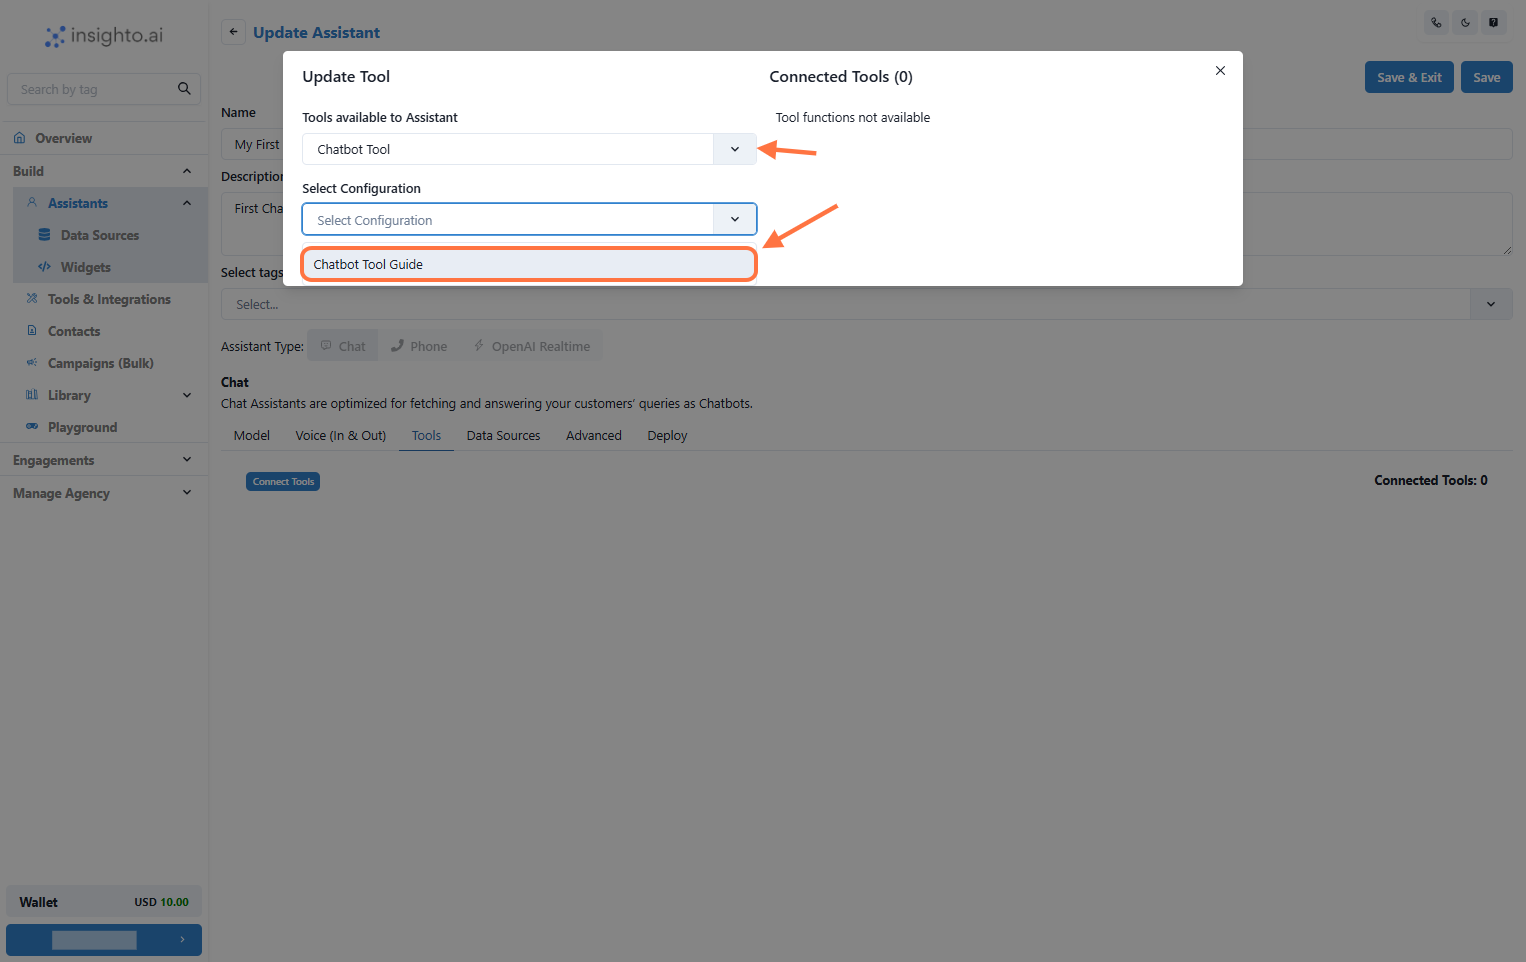 insighto.ai
Search by tag
Overview
Build
Assistants
Data Sources
Widgets
Tools & Integrations
Contacts
Campaigns (Bulk)
Library
Playground
Engagements
Manage Agency
Wallet USD 10.00
Update Assistant
Save & Exit Save
Name
My First
Description
First Cha
Select tags
Select...
Update Tool
Tools available to Assistant
Chatbot Tool
Select Configuration
Select Configuration
Chatbot Tool Guide
Connected Tools (0)
Tool functions not available
Assistant Type: Chat Phone OpenAI Realtime
Chat
Chat Assistants are optimized for fetching and answering your customers' queries as Chatbots.
Model Voice (In & Out) Tools Data Sources Advanced Deploy
Connect Tools Connected Tools: 0